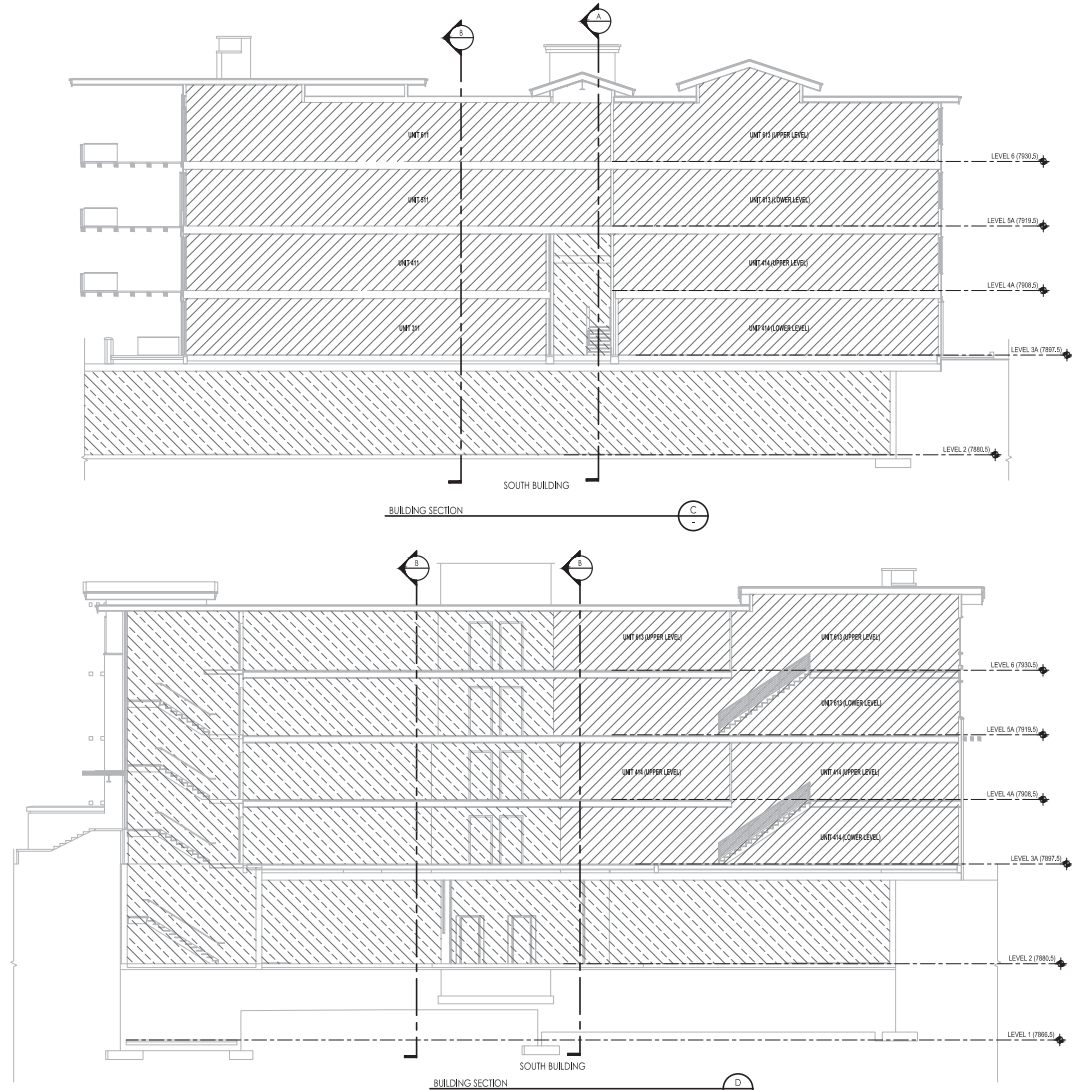 B
A
UNIT 611
UNIT 613 (UPPER LEVEL)
LEVEL 6 (7930.5)
UNIT 511
UNIT 613 (LOWER LEVEL)
LEVEL 5A (7919.5)
UNIT 411
UNIT 414 (UPPER LEVEL)
LEVEL 4A (7908.5)
UNIT 311
UNIT 414 (LOWER LEVEL)
LEVEL 3A (7897.5)
LEVEL 2 (7880.5)
SOUTH BUILDING
BUILDING SECTION
C
-
B
B
UNIT 613 (UPPER LEVEL)
UNIT 613 (UPPER LEVEL)
LEVEL 6 (7930.5)
UNIT 613 (LOWER LEVEL)
LEVEL 5A (7919.5)
UNIT 414 (UPPER LEVEL)
UNIT 414 (UPPER LEVEL)
LEVEL 4A (7908.5)
UNIT 414 (LOWER LEVEL)
LEVEL 3A (7897.5)
LEVEL 2 (7880.5)
LEVEL 1 (7866.5)
SOUTH BUILDING
BUILDING SECTION
D